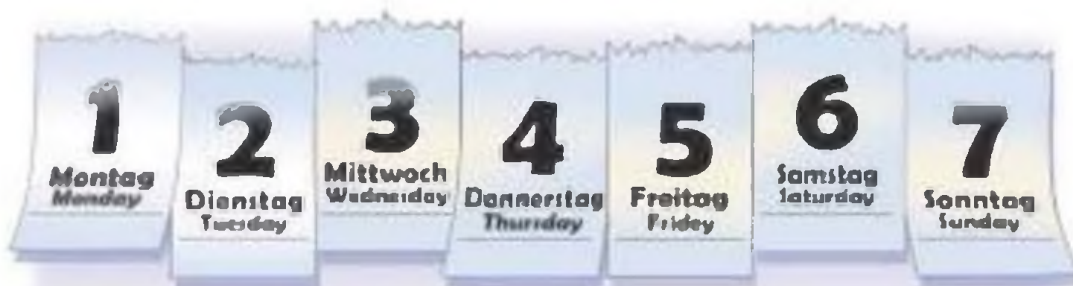 1
Montag
Monday
2
Dienstag
Tuesday
3
Mittwoch
Wednesday
4
Donnerstag
Thursday
5
Freitag
Friday
6
Samstag
Saturday
7
Sonntag
Sunday